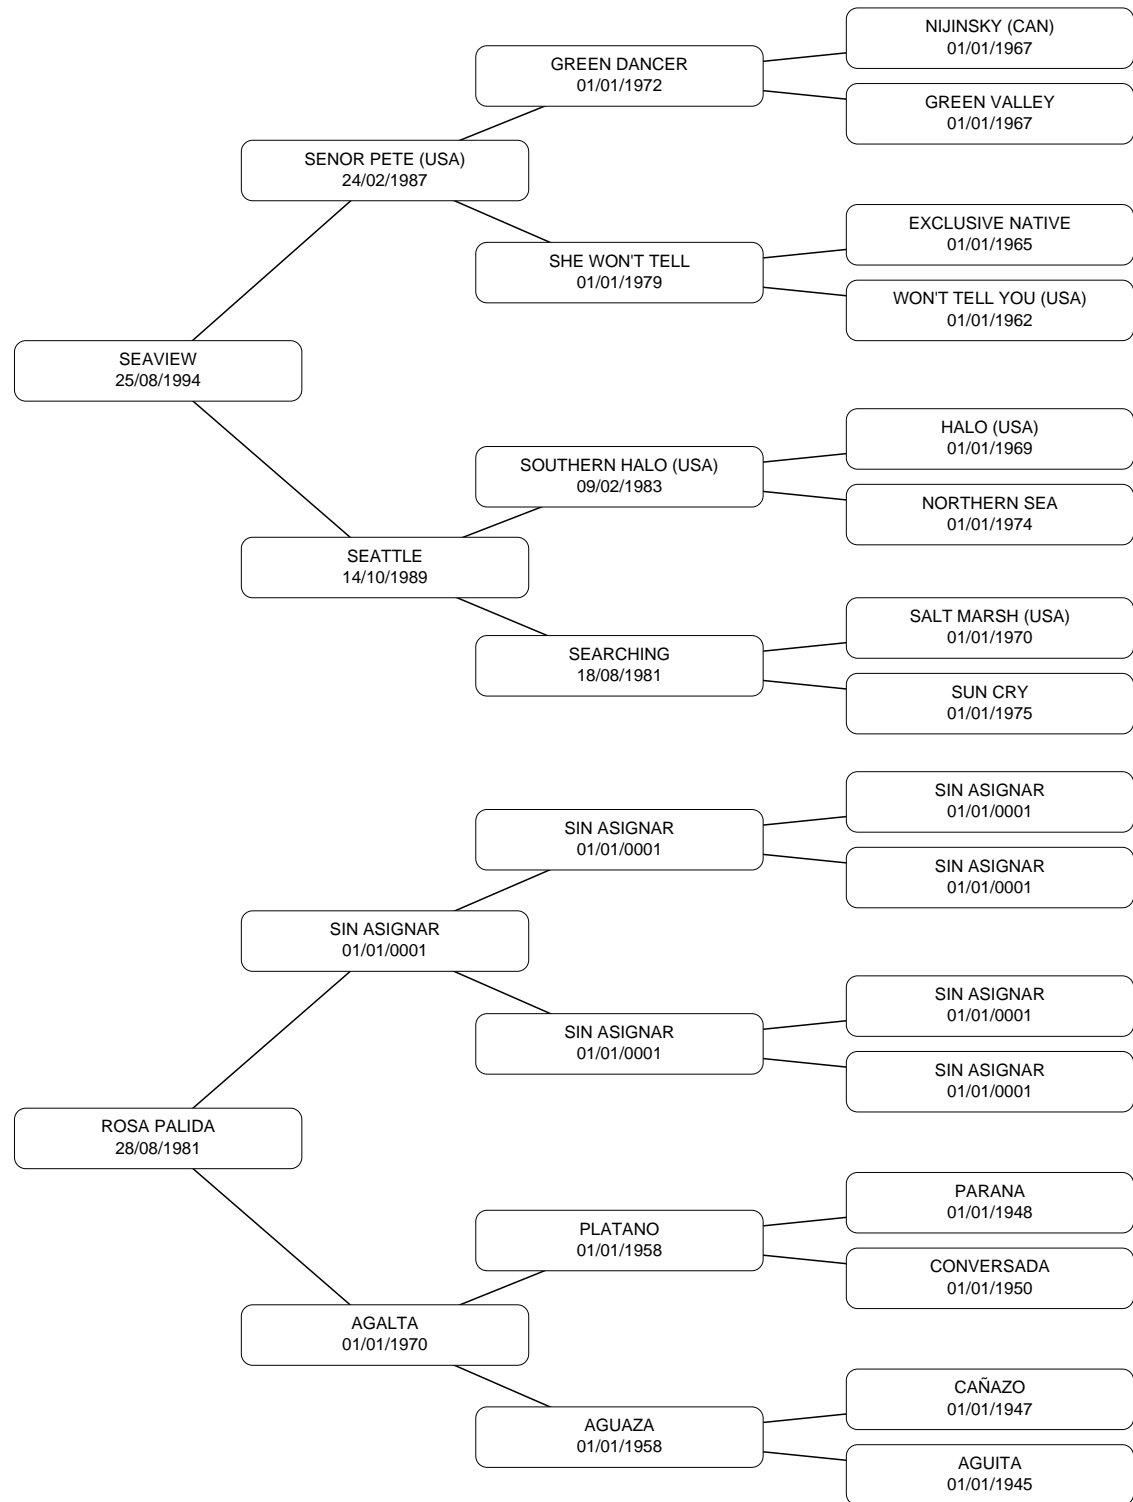 NIJINSKY (CAN)
01/01/1967
GREEN DANCER
01/01/1972
GREEN VALLEY
01/01/1967
SENOR PETE (USA)
24/02/1987
EXCLUSIVE NATIVE
01/01/1965
SHE WON'T TELL
01/01/1979
WON'T TELL YOU (USA)
01/01/1962
SEAVIEW
25/08/1994
HALO (USA)
01/01/1969
SOUTHERN HALO (USA)
09/02/1983
NORTHERN SEA
01/01/1974
SEATTLE
14/10/1989
SALT MARSH (USA)
01/01/1970
SEARCHING
18/08/1981
SUN CRY
01/01/1975
SIN ASIGNAR
01/01/0001
SIN ASIGNAR
01/01/0001
SIN ASIGNAR
01/01/0001
SIN ASIGNAR
01/01/0001
SIN ASIGNAR
01/01/0001
SIN ASIGNAR
01/01/0001
SIN ASIGNAR
01/01/0001
ROSA PALIDA
28/08/1981
PARANA
01/01/1948
PLATANO
01/01/1958
CONVERSADA
01/01/1950
AGALTA
01/01/1970
CAÑAZO
01/01/1947
AGUAZA
01/01/1958
AGUITA
01/01/1945